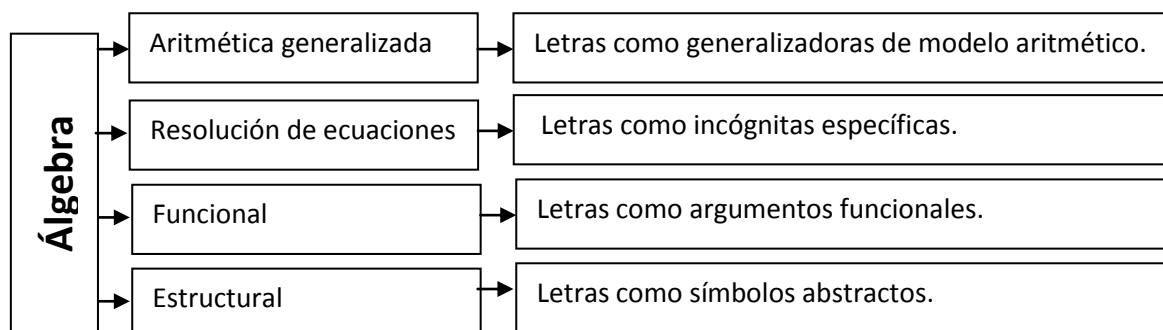 Álgebra
Aritmética generalizada
Letras como generalizadoras de modelo aritmético.
Resolución de ecuaciones
Letras como incógnitas específicas.
Funcional
Letras como argumentos funcionales.
Estructural
Letras como símbolos abstractos.